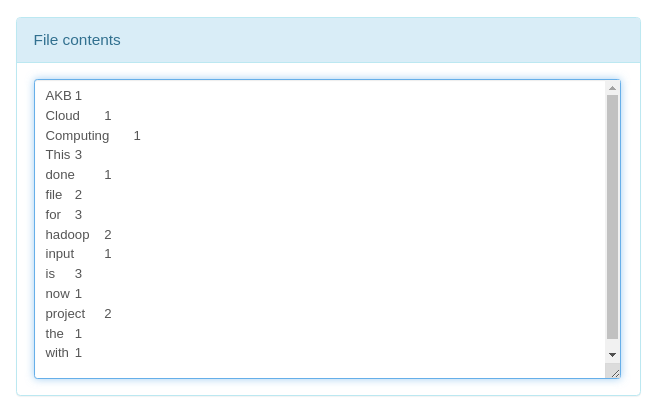 File contents
AKB 1
Cloud 1
Computing 1
This 3
done 1
file 2
for 3
hadoop 2
input 1
is 3
now 1
project 2
the 1
with 1